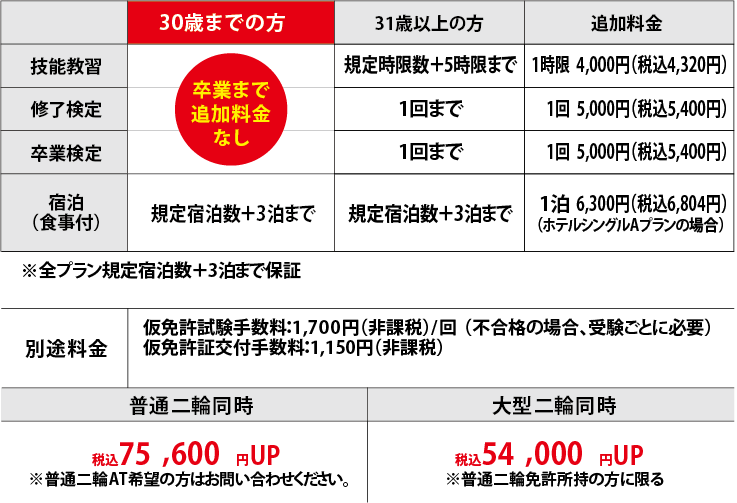 30歳までの方 31歳以上の方 追加料金
技能教習 規定時限数+5時限まで 1時限 4,000円(税込4,320円)
卒業まで
追加料金
なし
修了検定 1回まで 1回 5,000円(税込5,400円)
卒業検定 1回まで 1回 5,000円(税込5,400円)
宿泊
(食事付)
規定宿泊数+3泊まで 規定宿泊数+3泊まで 1泊 6,300円(税込6,804円)
(ホテルシングルAプランの場合)
※全プラン規定宿泊数+3泊まで保証
別途料金
仮免許試験手数料:1,700円(非課税)/回 (不合格の場合、受験ごとに必要)
仮免許証交付手数料:1,150円(非課税)
普通二輪同時 大型二輪同時
税込75 ,600 円UP 税込54 ,000 円UP
※普通二輪AT希望の方はお問い合わせください。 ※普通二輪免許所持の方に限る